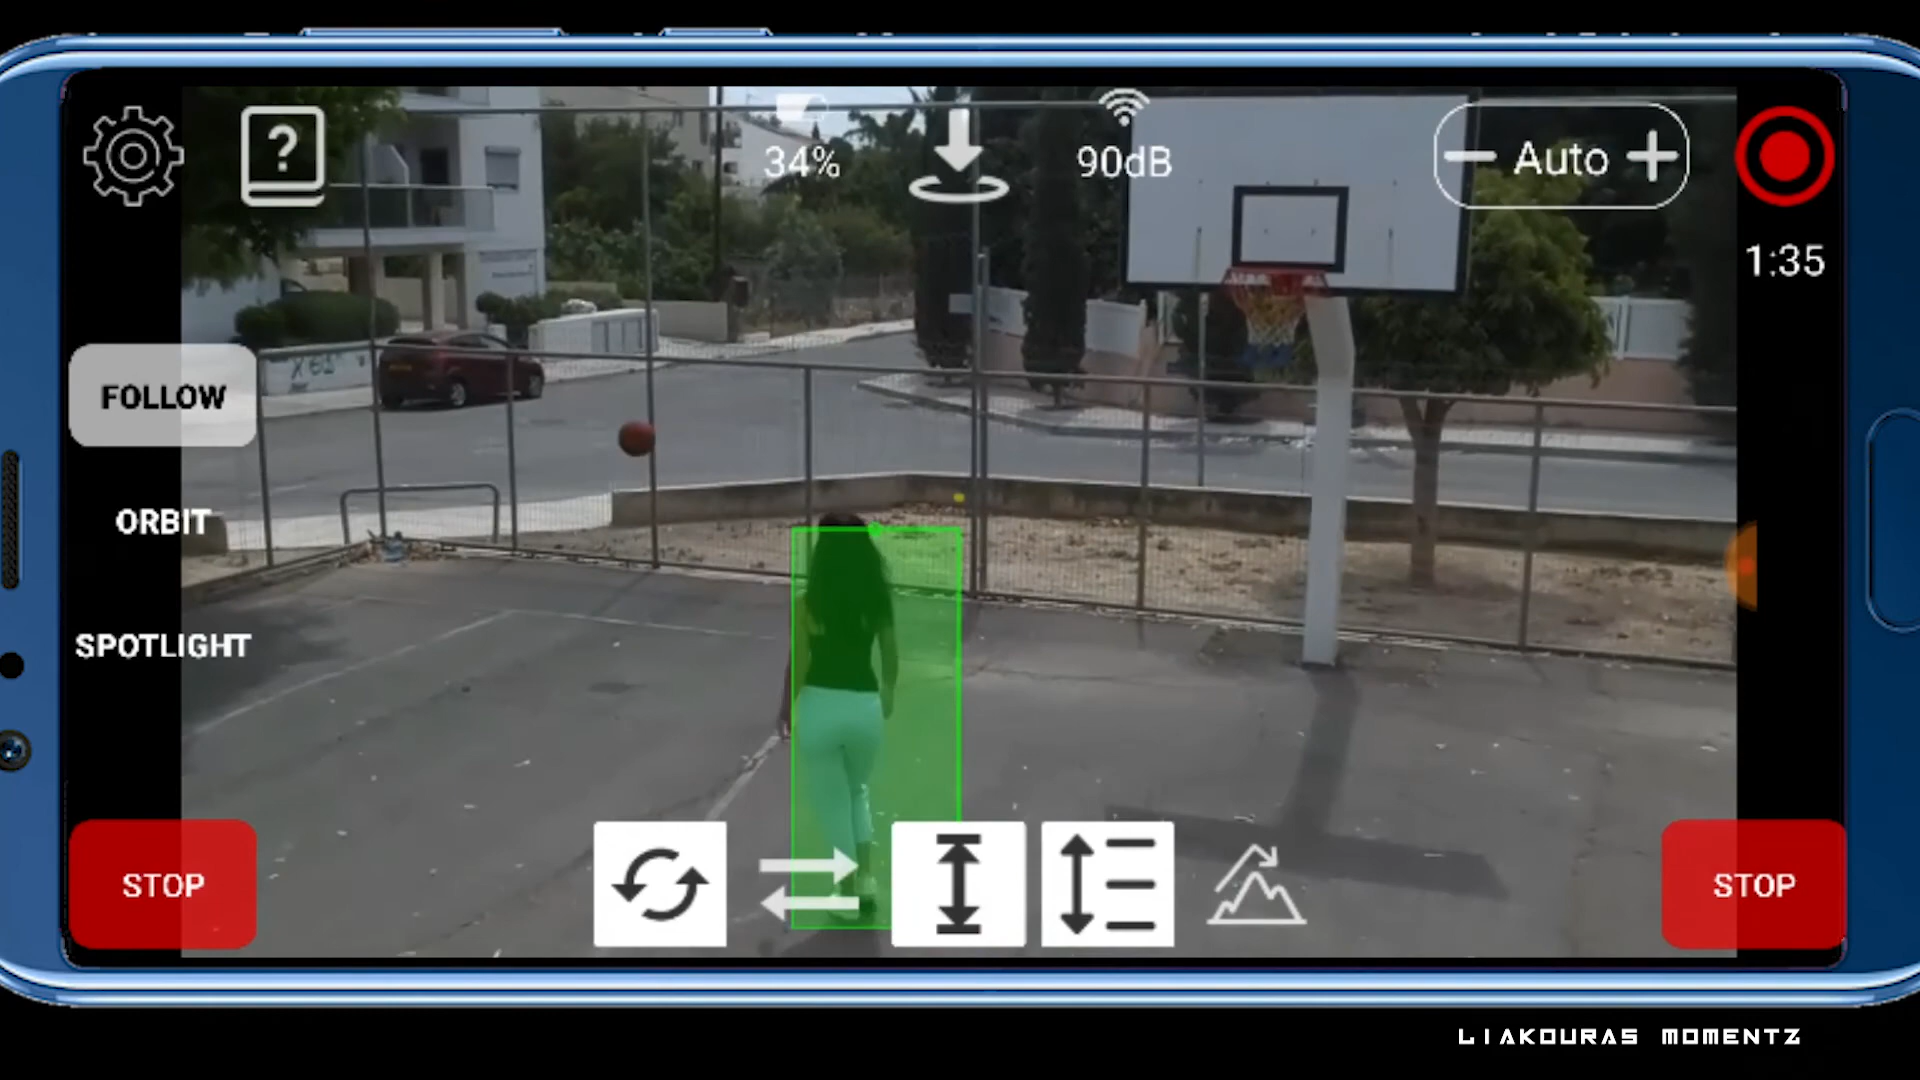 ?
34%
90dB
Auto
1:35
FOLLOW
ORBIT
SPOTLIGHT
STOP
STOP
LIAKOURAS MOMENTZ